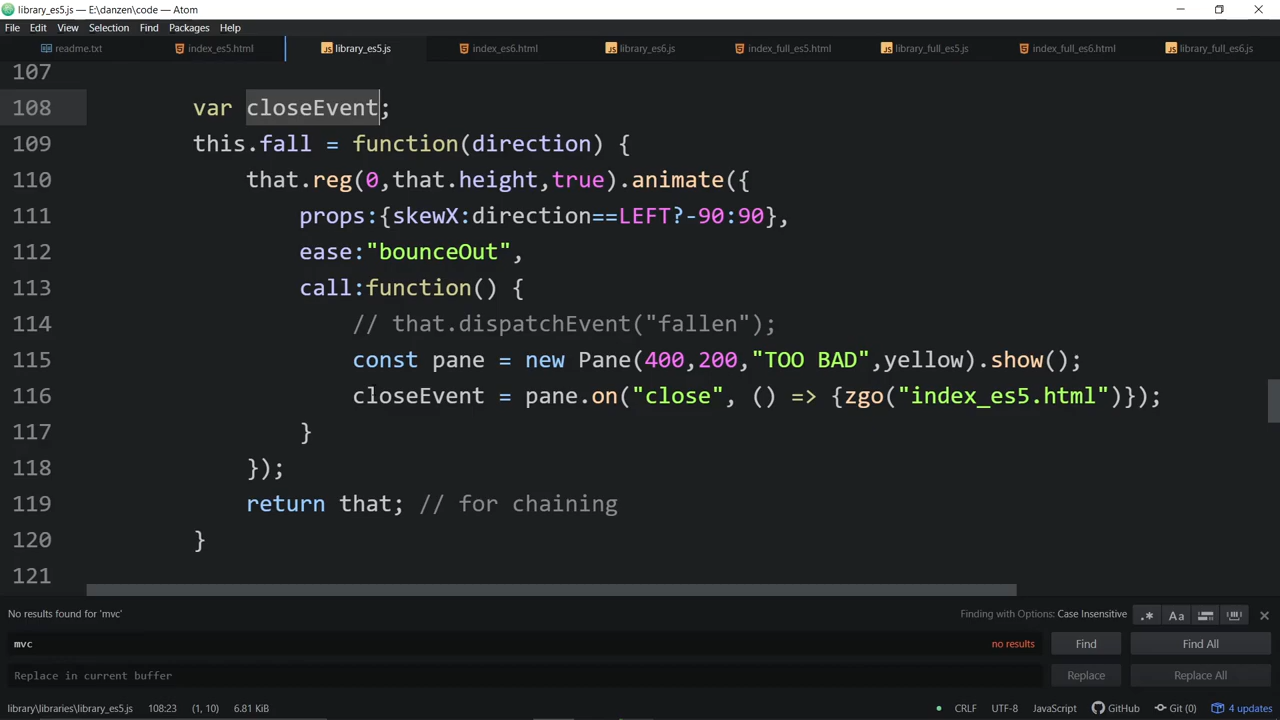 library_es5.js — E:\danzen\code — Atom
File Edit View Selection Find Packages Help
readme.txt index_es5.html library_es5.js index_es6.html library_es6.js index_full_es5.html library_full_es5.js index_full_es6.html library_full_es6.js
107
108 var closeEvent;
109 this.fall = function(direction) {
110 that.reg(0,that.height,true).animate({
111 props:{skewX:direction==LEFT?-90:90},
112 ease:"bounceOut",
113 call:function() {
114 // that.dispatchEvent("fallen");
115 const pane = new Pane(400,200,"TOO BAD",yellow).show();
116 closeEvent = pane.on("close", () => {zgo("index_es5.html")});
117 }
118 });
119 return that; // for chaining
120 }
121
No results found for 'mvc' Finding with Options: Case Insensitive .* Aa
mvc no results Find Find All
Replace in current buffer Replace Replace All
library\libraries\library_es5.js 108:23 (1, 10) 6.81 KiB CRLF UTF-8 JavaScript GitHub Git (0) 4 updates